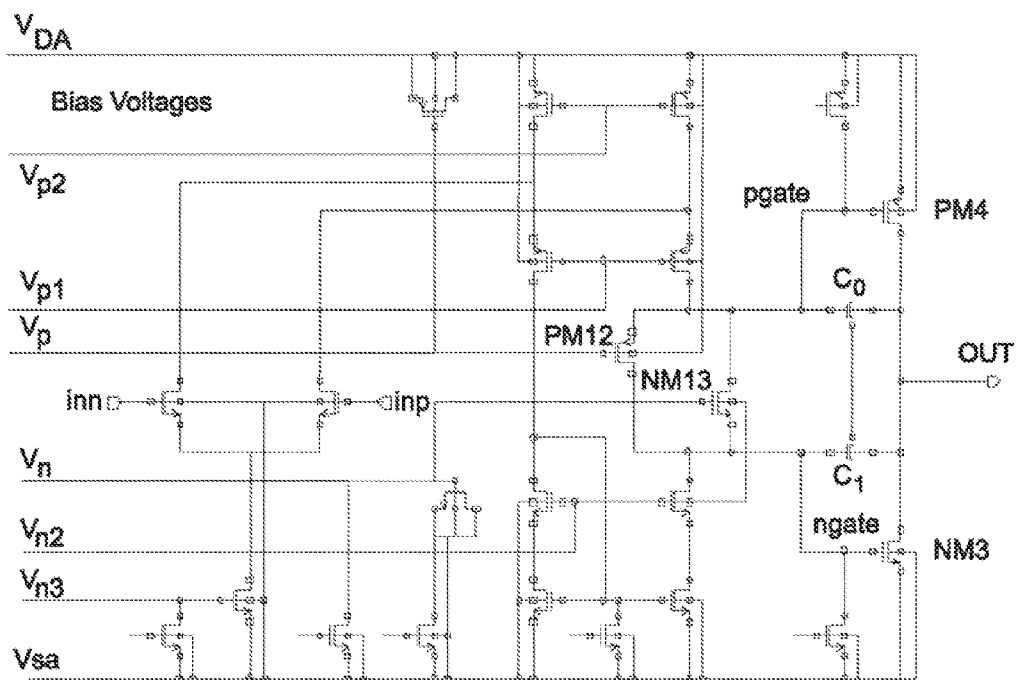 VDA
Bias Voltages
Vp2
pgate
PM4
Vp1
C0
Vp
PM12
OUT
NM13
inn
inp
Vn
C1
Vn2
ngate
NM3
Vn3
Vsa